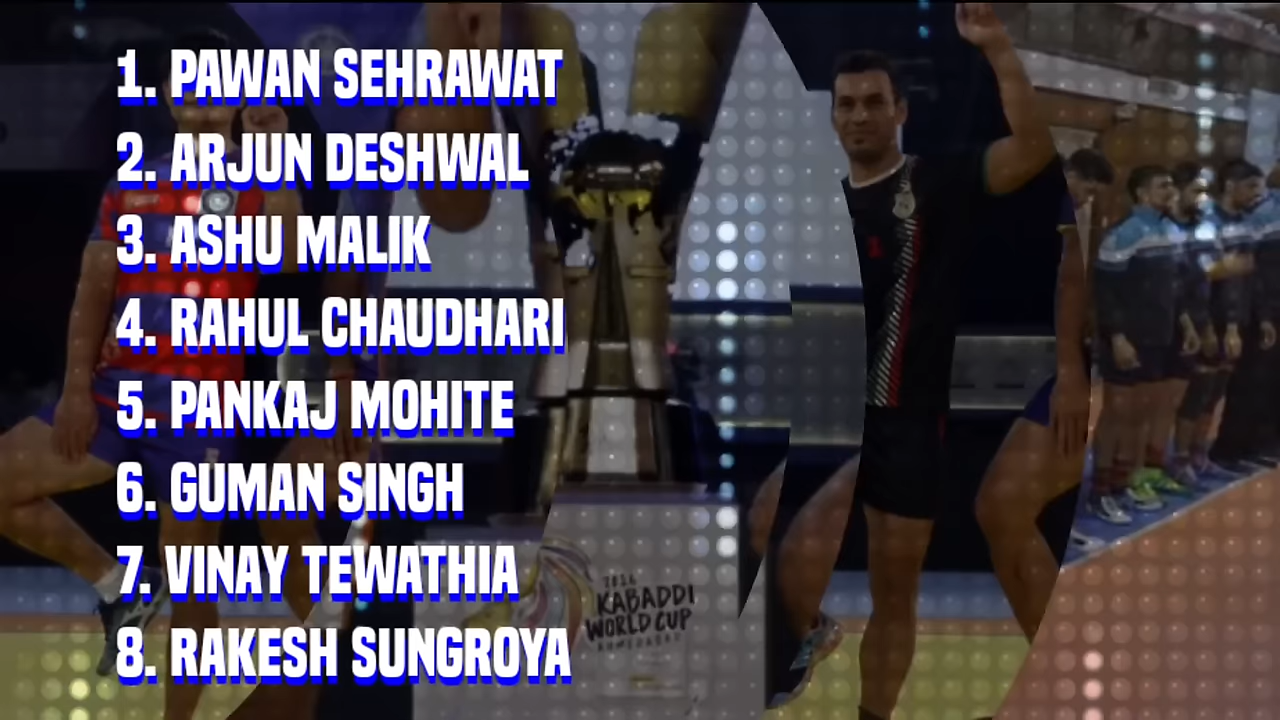 1. PAWAN SEHRAWAT
2. ARJUN DESHWAL
3. ASHU MALIK
4. RAHUL CHAUDHARI
5. PANKAJ MOHITE
6. GUMAN SINGH
7. VINAY TEWATHIA
8. RAKESH SUNGROYA
2016
KABADDI
WORLD CUP
AHMEDABAD